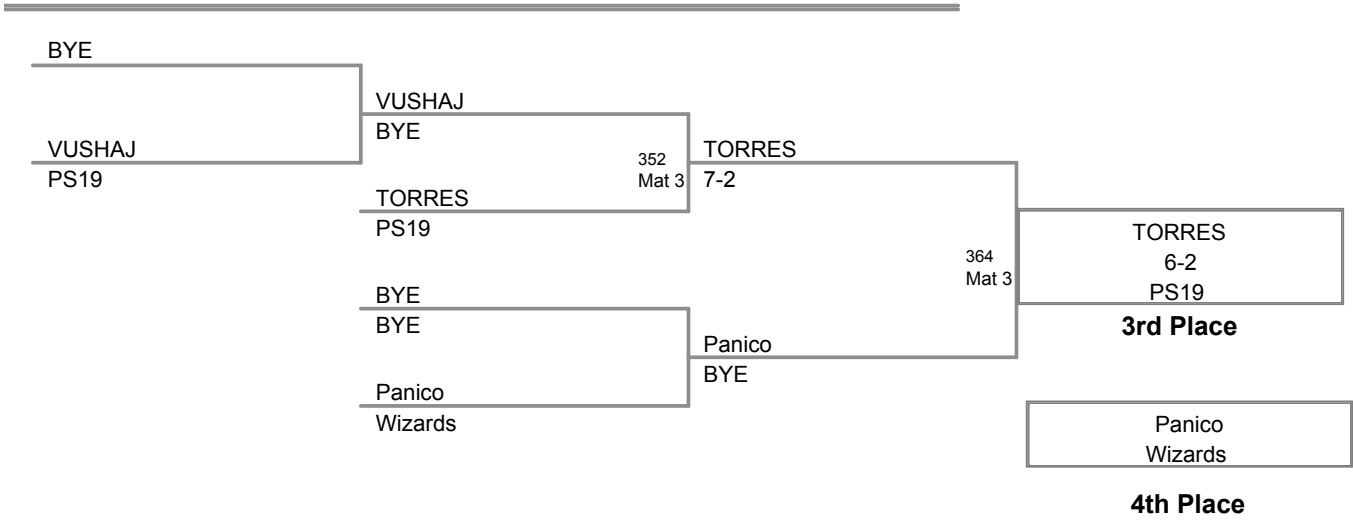 BYE
VUSHAJ
BYE
VUSHAJ
PS19
352
Mat 3
TORRES
7-2
TORRES
PS19
364
Mat 3
TORRES
6-2
PS19
3rd Place
BYE
BYE
Panico
BYE
Panico
Wizards
Panico
Wizards
4th Place